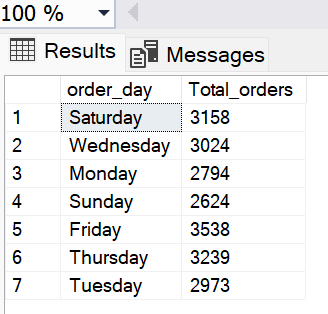 100 %
Results Messages
order_day Total_orders
1 Saturday 3158
2 Wednesday 3024
3 Monday 2794
4 Sunday 2624
5 Friday 3538
6 Thursday 3239
7 Tuesday 2973